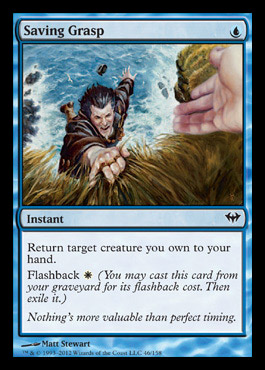 Saving Grasp
Instant
Return target creature you own to your
hand.
Flashback (You may cast this card from
your graveyard for its flashback cost. Then
exile it.)
Nothing's more valuable than perfect timing.
Matt Stewart
™ & © 1993–2012 Wizards of the Coast LLC 46/158